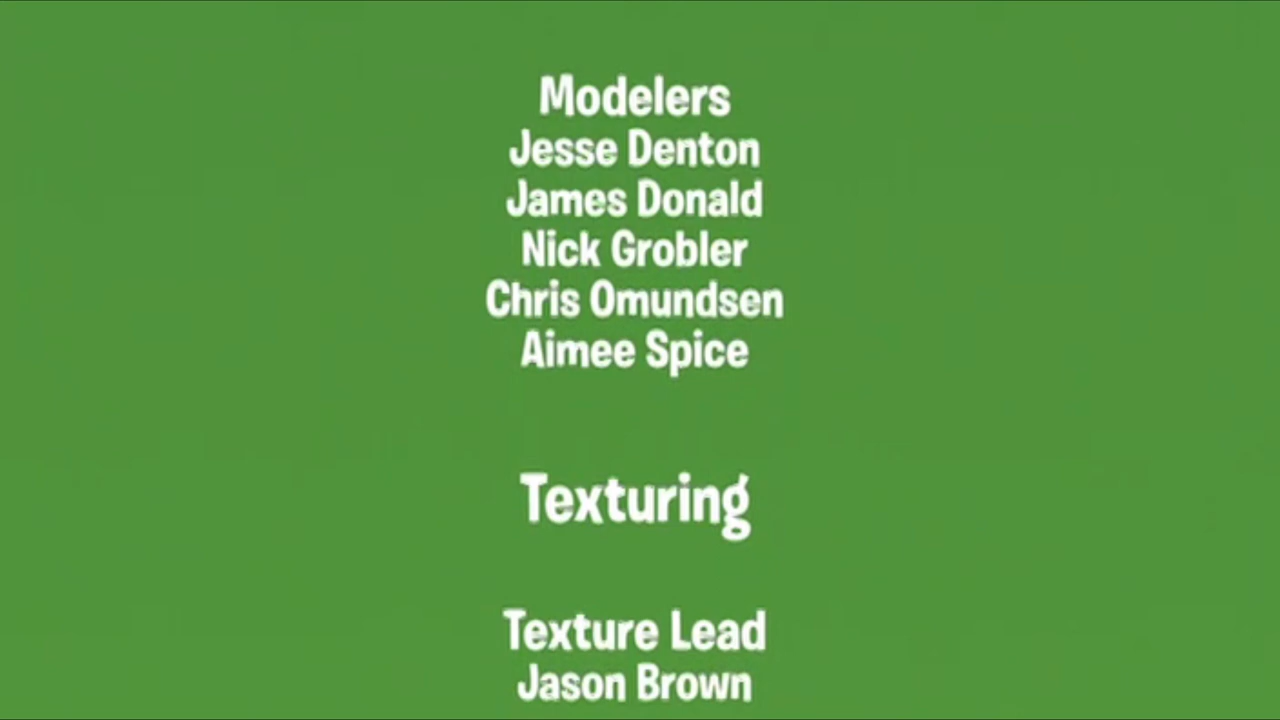 Modelers
Jesse Denton
James Donald
Nick Grobler
Chris Omundsen
Aimee Spice
Texturing
Texture Lead
Jason Brown